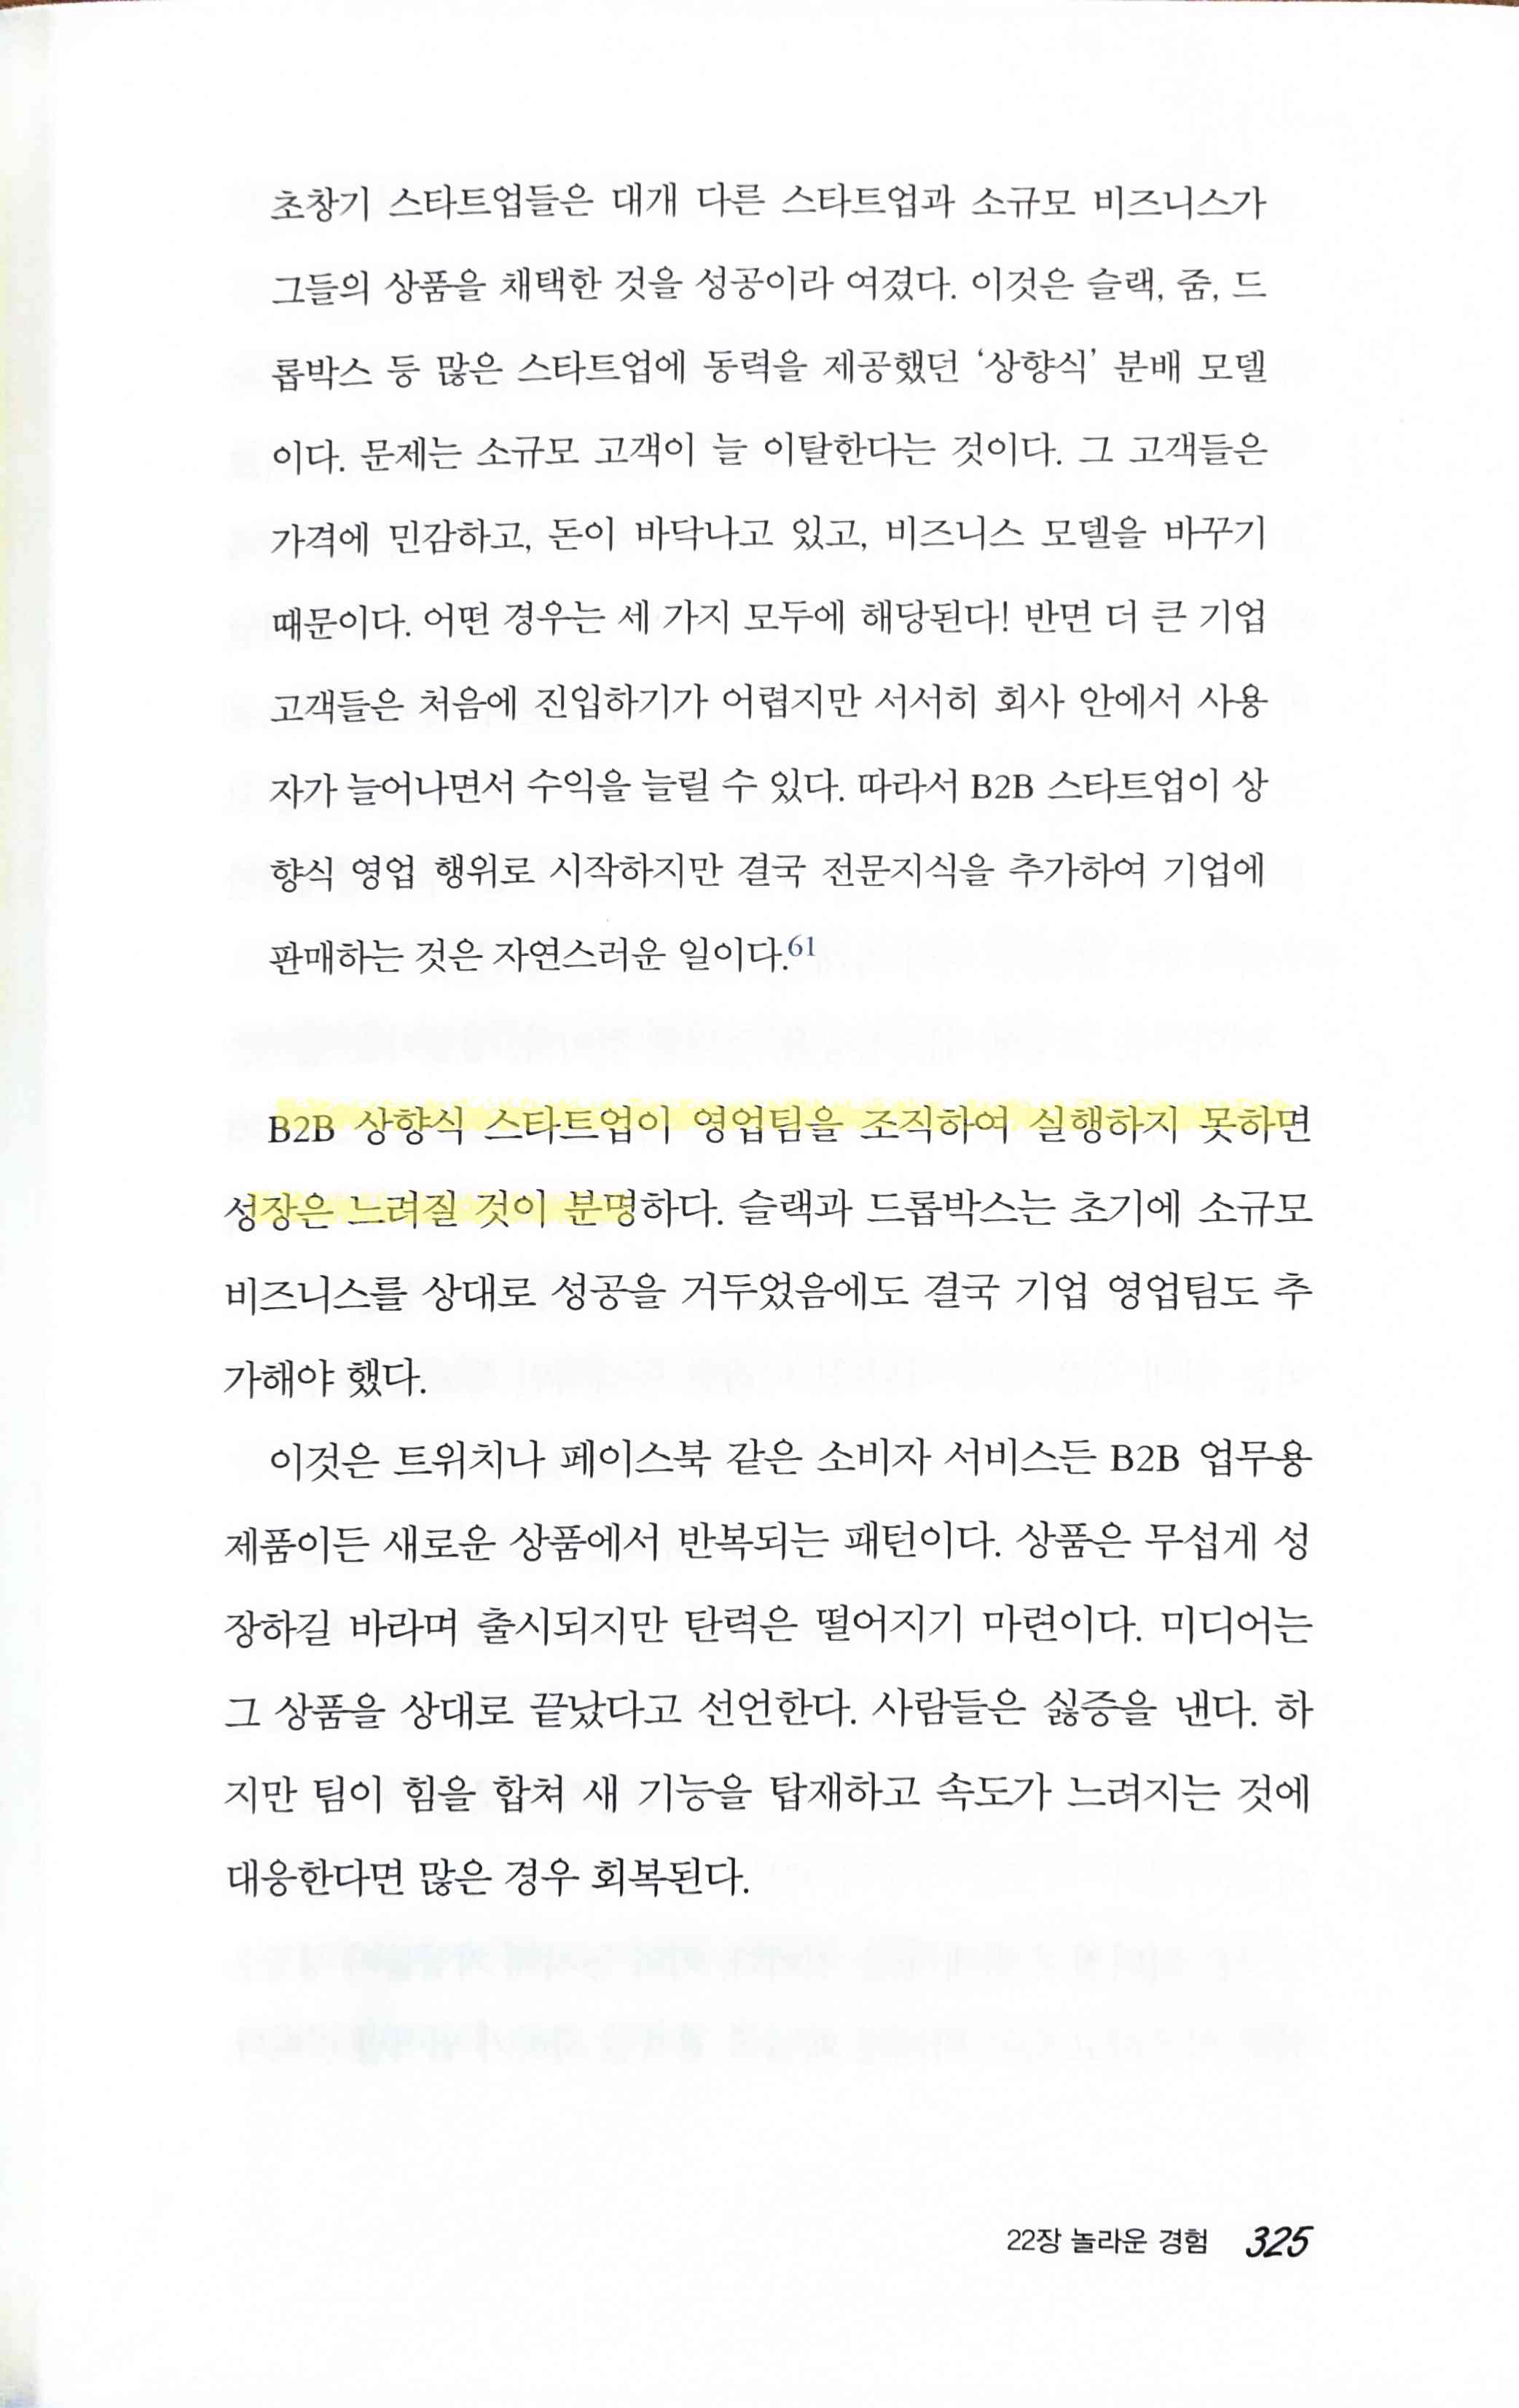 초창기 스타트업들은 대개 다른 스타트업과 소규모 비즈니스가
그들의 상품을 채택한 것을 성공이라 여겼다. 이것은 슬랙, 줌, 드
롭박스 등 많은 스타트업에 동력을 제공했던 ‘상향식’ 분배 모델
이다. 문제는 소규모 고객이 늘 이탈한다는 것이다. 그 고객들은
가격에 민감하고, 돈이 바닥나고 있고, 비즈니스 모델을 바꾸기
때문이다. 어떤 경우는 세 가지 모두에 해당된다! 반면 더 큰 기업
고객들은 처음에 진입하기가 어렵지만 서서히 회사 안에서 사용
자가 늘어나면서 수익을 늘릴 수 있다. 따라서 B2B 스타트업이 상
향식 영업 행위로 시작하지만 결국 전문지식을 추가하여 기업에
판매하는 것은 자연스러운 일이다.61
B2B 상향식 스타트업이 영업팀을 조직하여 실행하지 못하면
성장은 느려질 것이 분명하다. 슬랙과 드롭박스는 초기에 소규모
비즈니스를 상대로 성공을 거두었음에도 결국 기업 영업팀도 추
가해야 했다.
이것은 트위치나 페이스북 같은 소비자 서비스든 B2B 업무용
제품이든 새로운 상품에서 반복되는 패턴이다. 상품은 무섭게 성
장하길 바라며 출시되지만 탄력은 떨어지기 마련이다. 미디어는
그 상품을 상대로 끝났다고 선언한다. 사람들은 싫증을 낸다. 하
지만 팀이 힘을 합쳐 새 기능을 탑재하고 속도가 느려지는 것에
대응한다면 많은 경우 회복된다.
22장 놀라운 경험 325